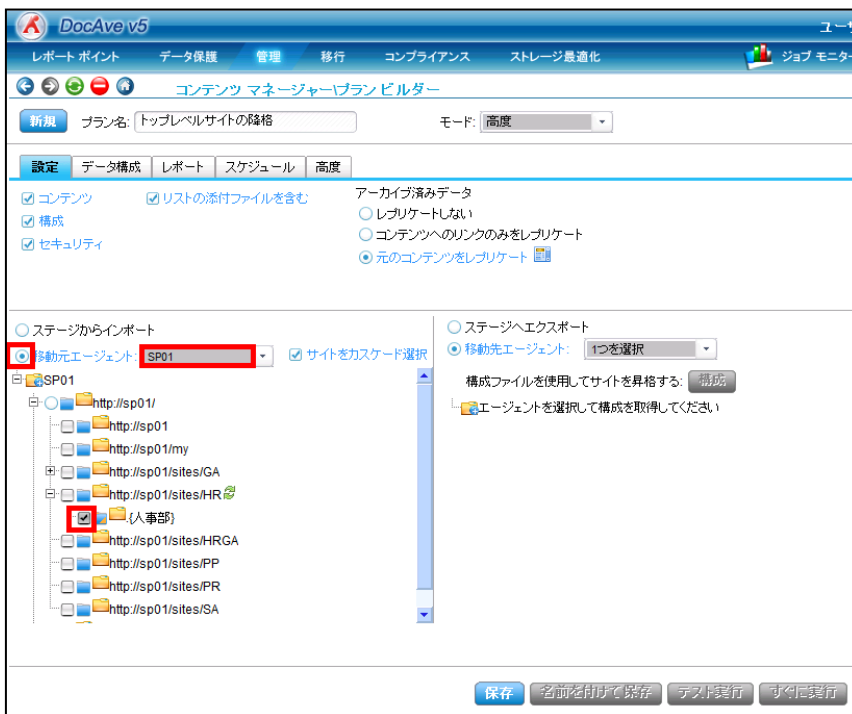 DocAve v5
ユーザ
レポート ポイント データ保護 管理 移行 コンプライアンス ストレージ最適化 ジョブ モニター
コンテンツ マネージャー\プラン ビルダー
新規 プラン名: トップレベルサイトの降格 モード: 高度
設定 データ構成 レポート スケジュール 高度
コンテンツ リストの添付ファイルを含む アーカイブ済みデータ
構成 レプリケートしない
セキュリティ コンテンツへのリンクのみをレプリケート
元のコンテンツをレプリケート
ステージからインポート ステージへエクスポート
移動元エージェント: SP01 サイトをカスケード選択 移動先エージェント: 1つを選択
SP01 構成ファイルを使用してサイトを昇格する: 構成
http://sp01/ エージェントを選択して構成を取得してください
http://sp01
http://sp01/my
http://sp01/sites/GA
http://sp01/sites/HR
.{人事部}
http://sp01/sites/HRGA
http://sp01/sites/PP
http://sp01/sites/PR
http://sp01/sites/SA
保存 名前を付けて保存 テスト実行 すぐに実行